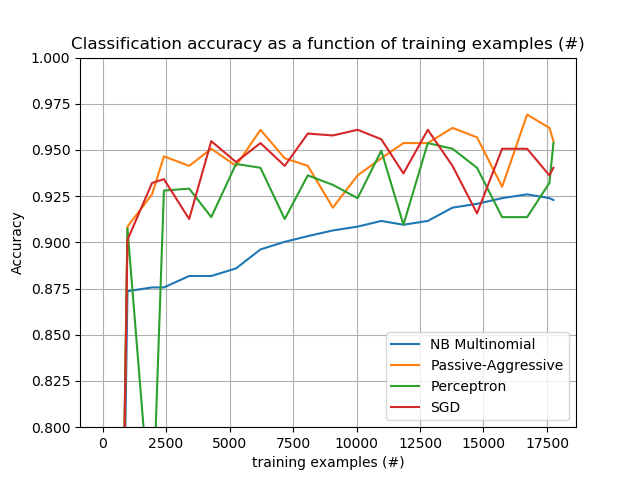 Classification accuracy as a function of training examples (#)
1.000
0.975
0.950
0.925
0.900
0.875
0.850
0.825
0.800
Accuracy
NB Multinomial
Passive-Aggressive
Perceptron
SGD
0 2500 5000 7500 10000 12500 15000 17500
training examples (#)